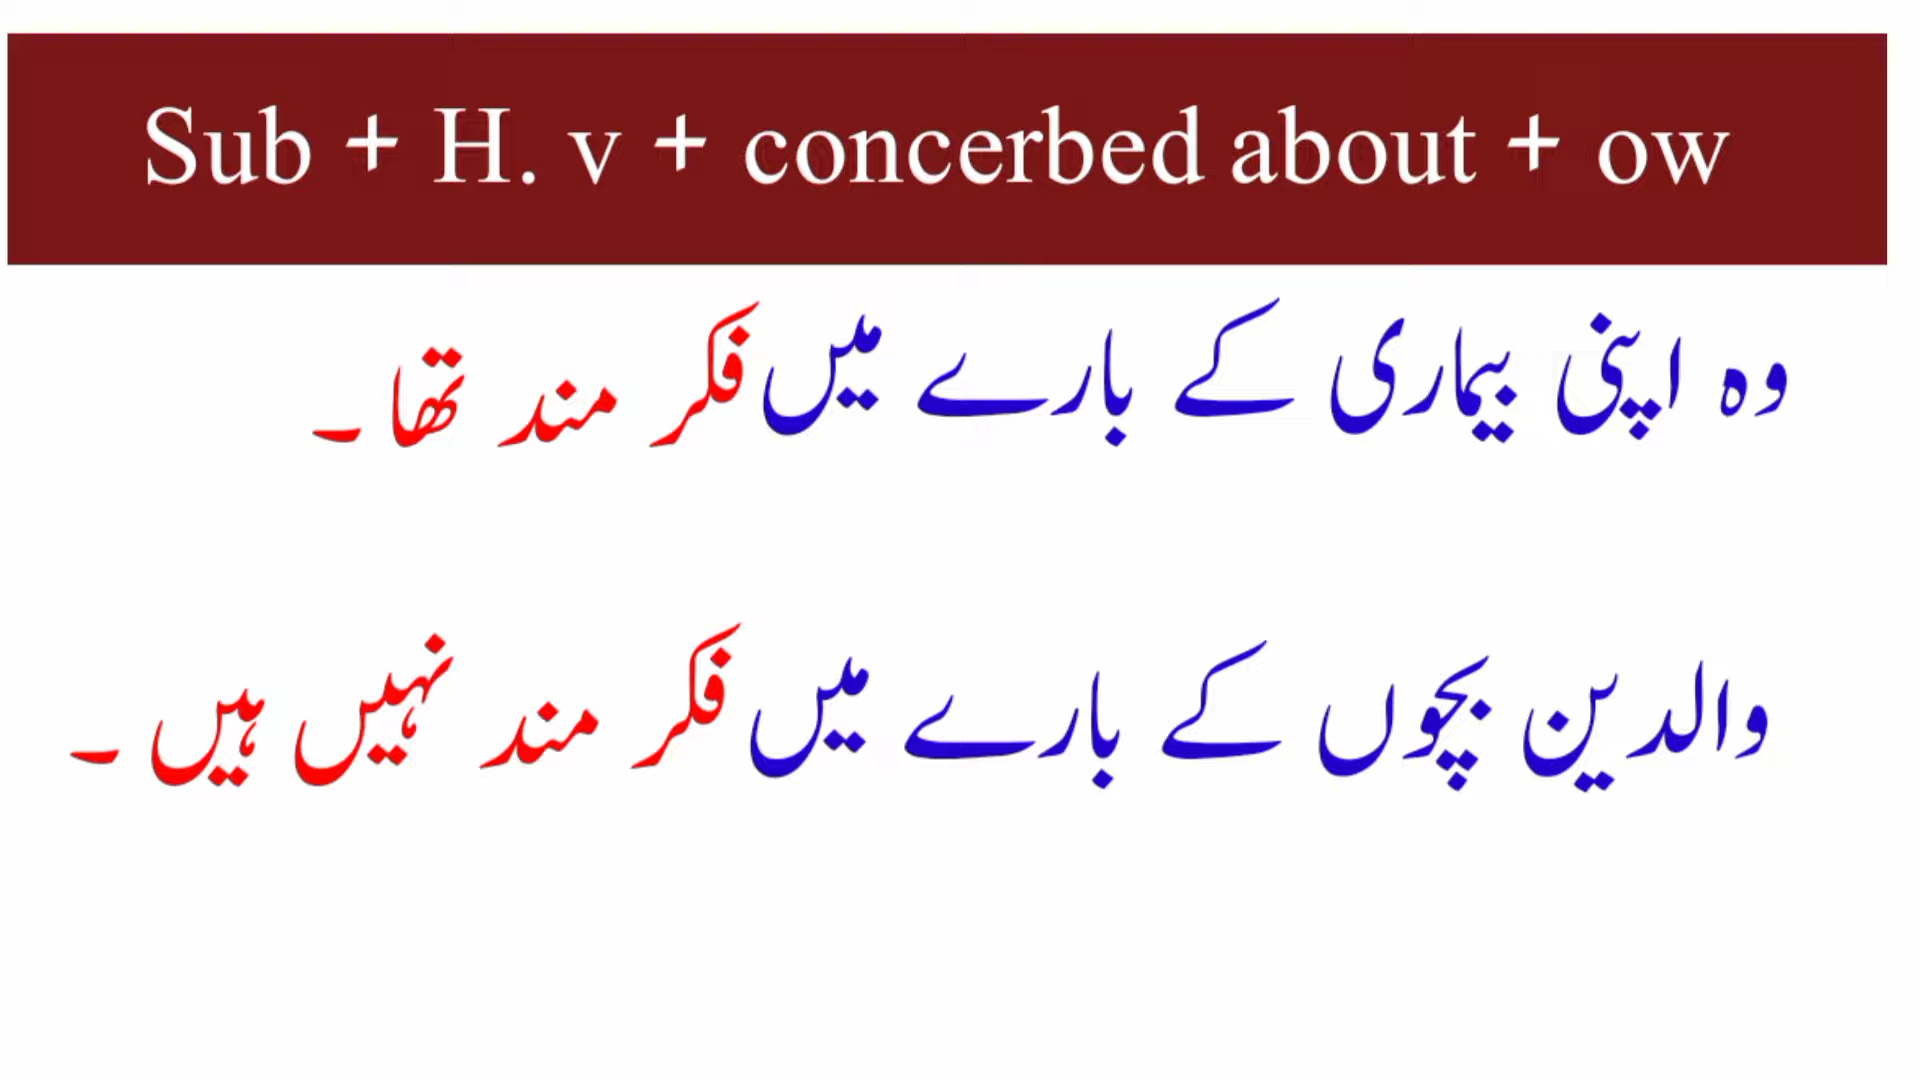 Sub + H. v + concerbed about + ow
وہ اپنی بیماری کے بارے میں فکر مند تھا۔
والدین بچوں کے بارے میں فکر مند نہیں ہیں ۔